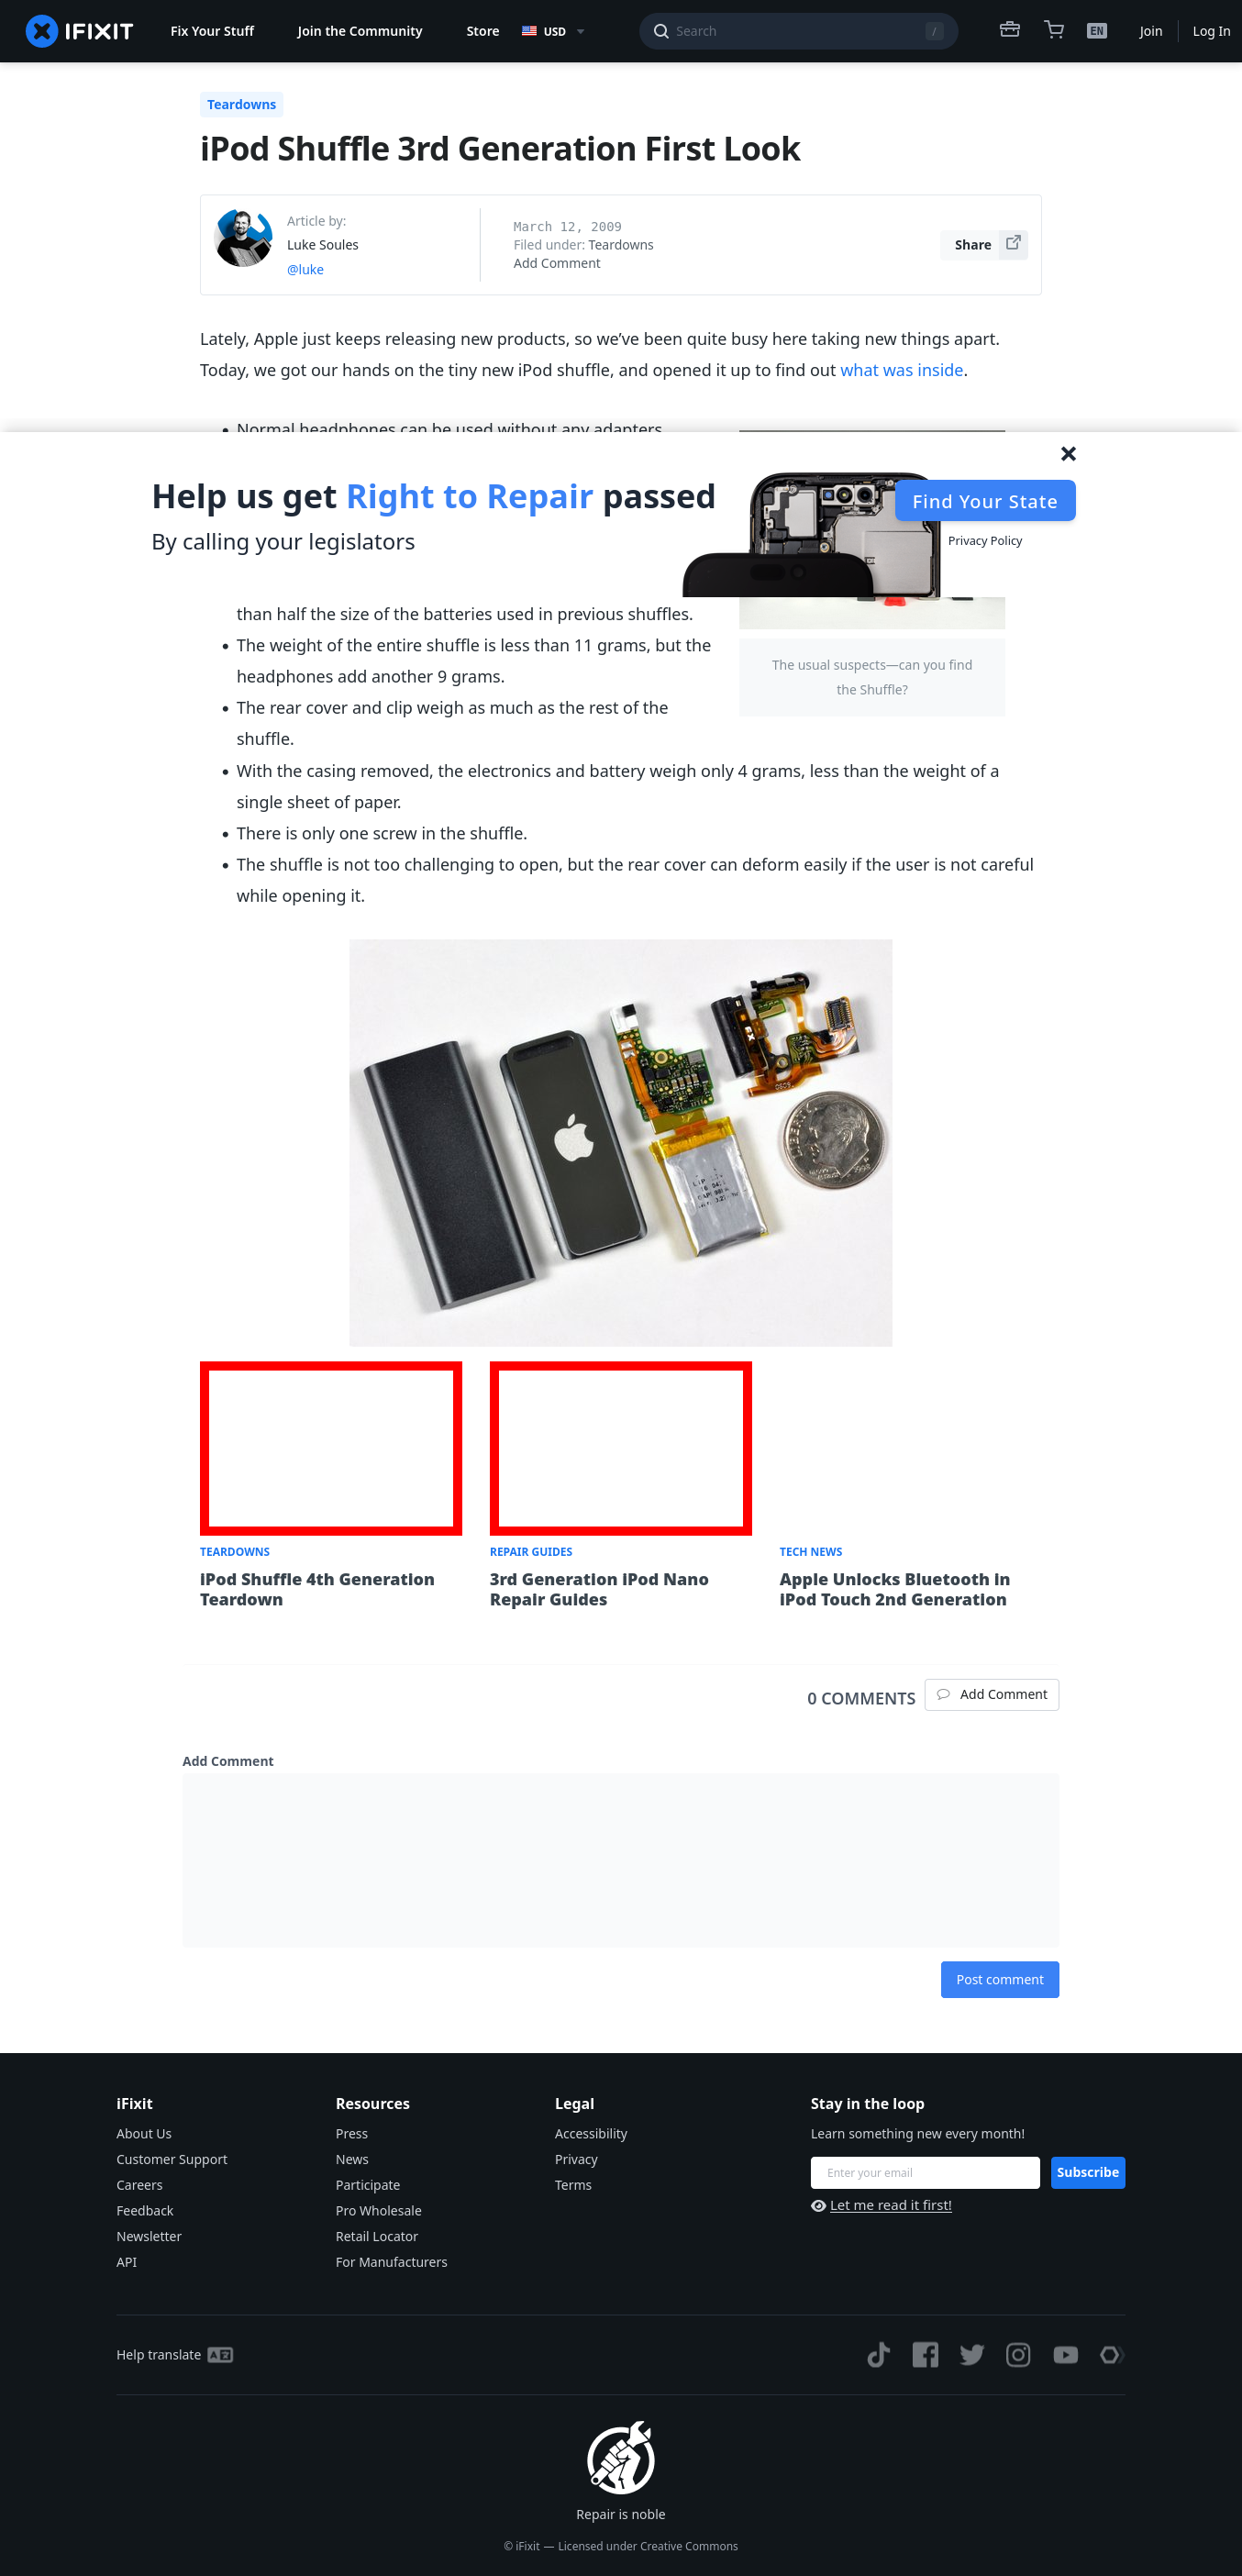 IFIXIT
Fix Your Stuff
Join the Community
Store
USD
Search
/
EN
Join
Log In
Teardowns
iPod Shuffle 3rd Generation First Look
Article by:
Luke Soules
@luke
March 12, 2009
Filed under: Teardowns
Add Comment
Share
Lately, Apple just keeps releasing new products, so we’ve been quite busy here taking new things apart.
Today, we got our hands on the tiny new iPod shuffle, and opened it up to find out what was inside.
Normal headphones can be used without any adapters
Help us get Right to Repair passed
By calling your legislators
Find Your State
Privacy Policy
than half the size of the batteries used in previous shuffles.
The weight of the entire shuffle is less than 11 grams, but the
headphones add another 9 grams.
The rear cover and clip weigh as much as the rest of the
shuffle.
The usual suspects—can you find
the Shuffle?
With the casing removed, the electronics and battery weigh only 4 grams, less than the weight of a
single sheet of paper.
There is only one screw in the shuffle.
The shuffle is not too challenging to open, but the rear cover can deform easily if the user is not careful
while opening it.
LIBERTY
TEARDOWNS
iPod Shuffle 4th Generation
Teardown
REPAIR GUIDES
3rd Generation iPod Nano
Repair Guides
TECH NEWS
Apple Unlocks Bluetooth in
iPod Touch 2nd Generation
0 COMMENTS
Add Comment
Add Comment
Post comment
iFixit
About Us
Customer Support
Careers
Feedback
Newsletter
API
Resources
Press
News
Participate
Pro Wholesale
Retail Locator
For Manufacturers
Legal
Accessibility
Privacy
Terms
Stay in the loop
Learn something new every month!
Enter your email
Subscribe
Let me read it first!
Help translate
Repair is noble
© iFixit — Licensed under Creative Commons